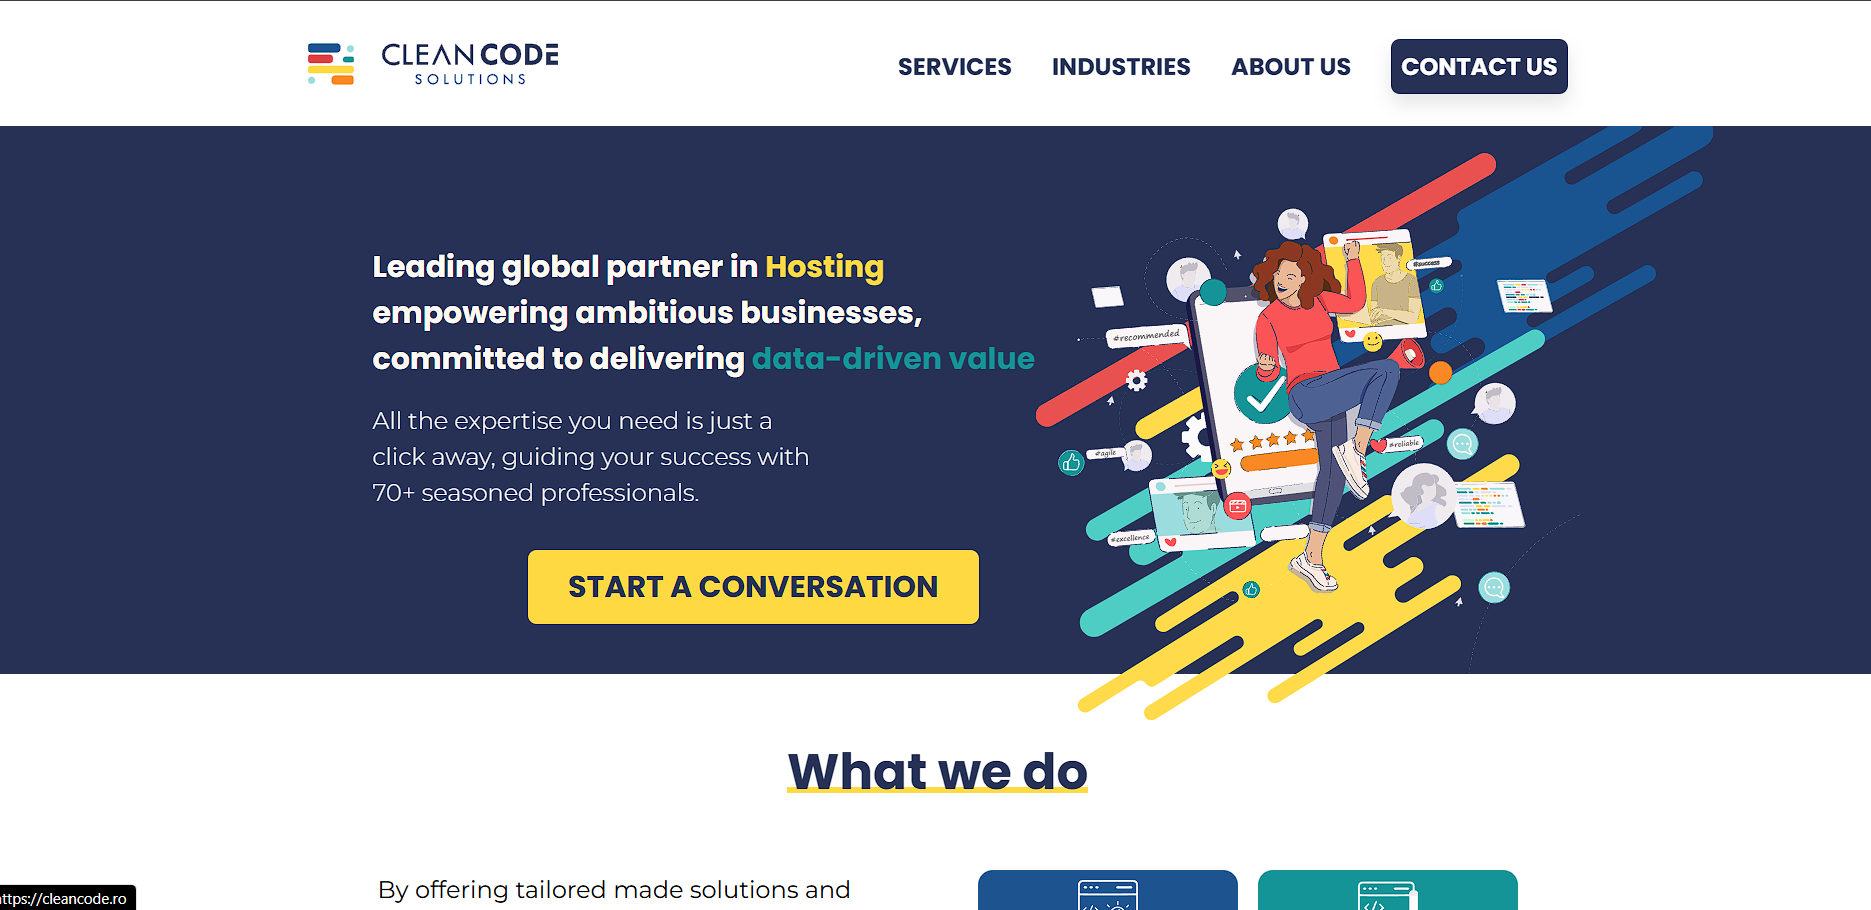 CLEAN CODE
SOLUTIONS
SERVICES
INDUSTRIES
ABOUT US
CONTACT US
Leading global partner in Hosting
empowering ambitious businesses,
committed to delivering data-driven value
All the expertise you need is just a
click away, guiding your success with
70+ seasoned professionals.
START A CONVERSATION
#success
#recommended
#agile
#reliable
#excellence
What we do
By offering tailored made solutions and
ttps://cleancode.ro